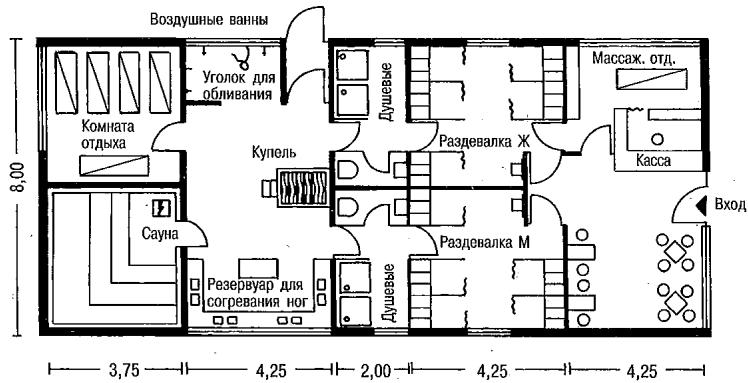 Воздушные ванны
Уголок для
обливания
Душевые
Массаж. отд.
Комната
отдыха
Раздевалка Ж
Касса
Купель
8,00
Вход
Сауна
Раздевалка М
Резервуар для
согревания ног
Душевые
3,75
4,25
2,00
4,25
4,25